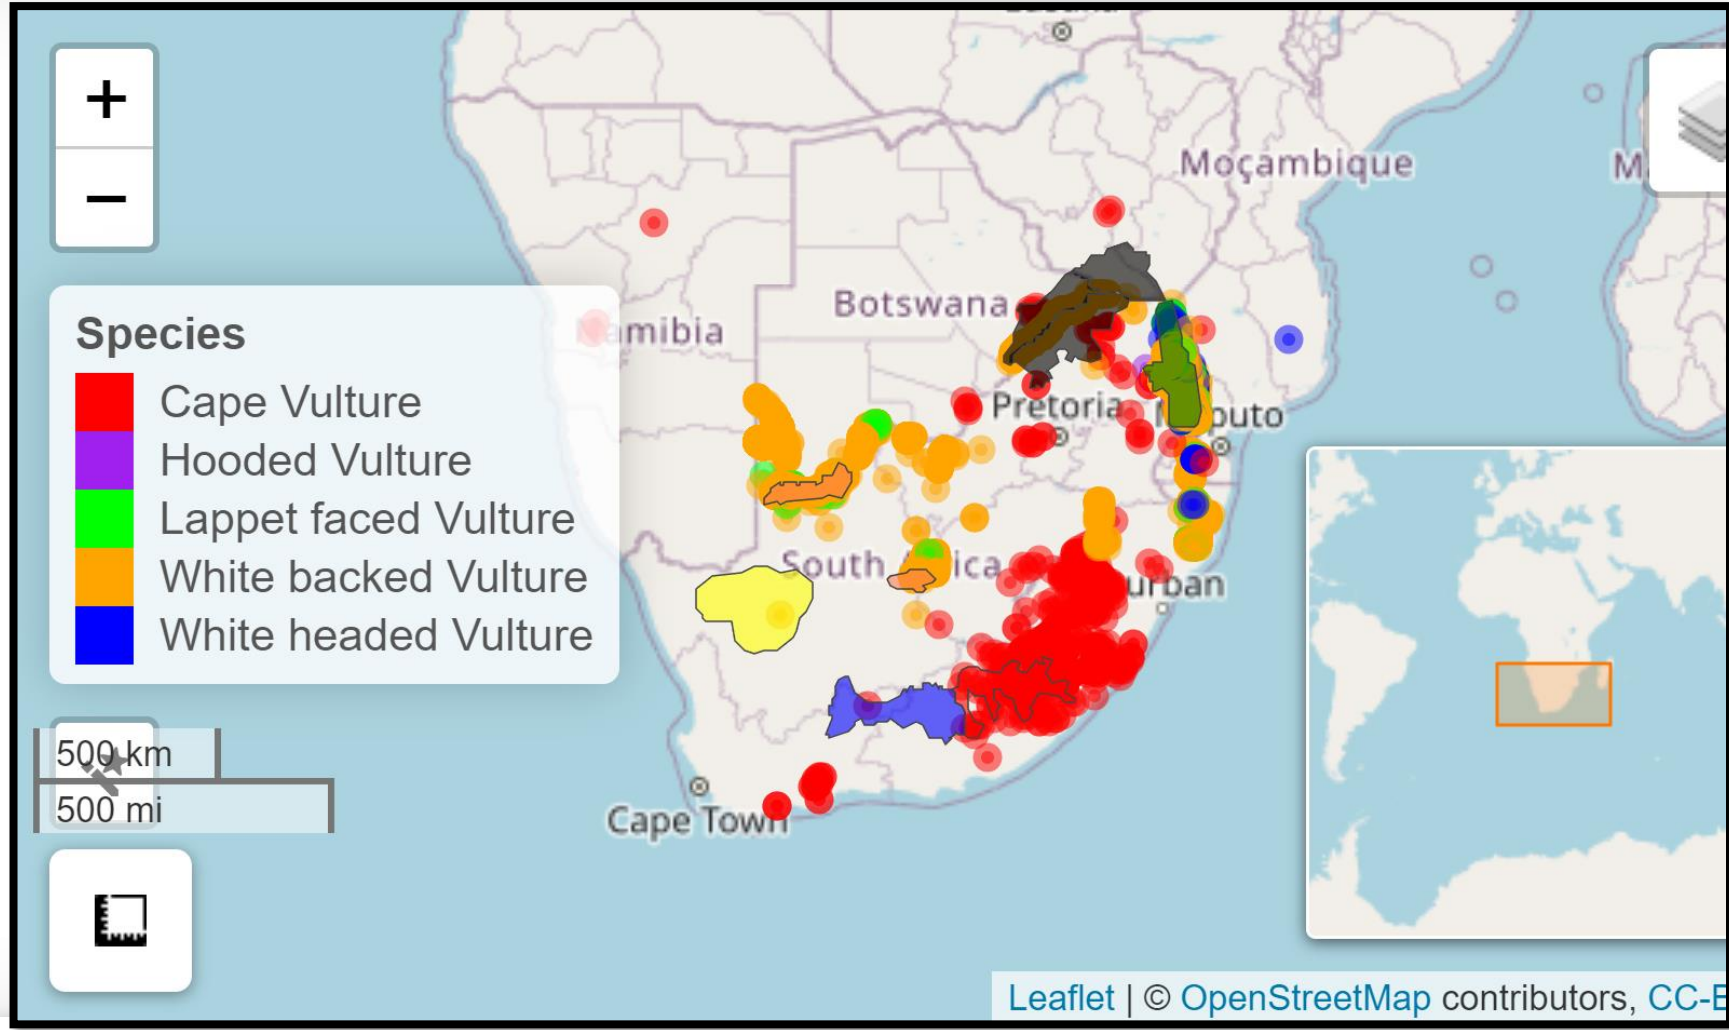 +
−
Moçambique
Botswana
amibia
Species
Cape Vulture
Hooded Vulture
Lappet faced Vulture
White backed Vulture
White headed Vulture
Pretoria
puto
South
ica
urban
Cape Town
500 km
500 mi
Leaflet | © OpenStreetMap contributors, CC-B